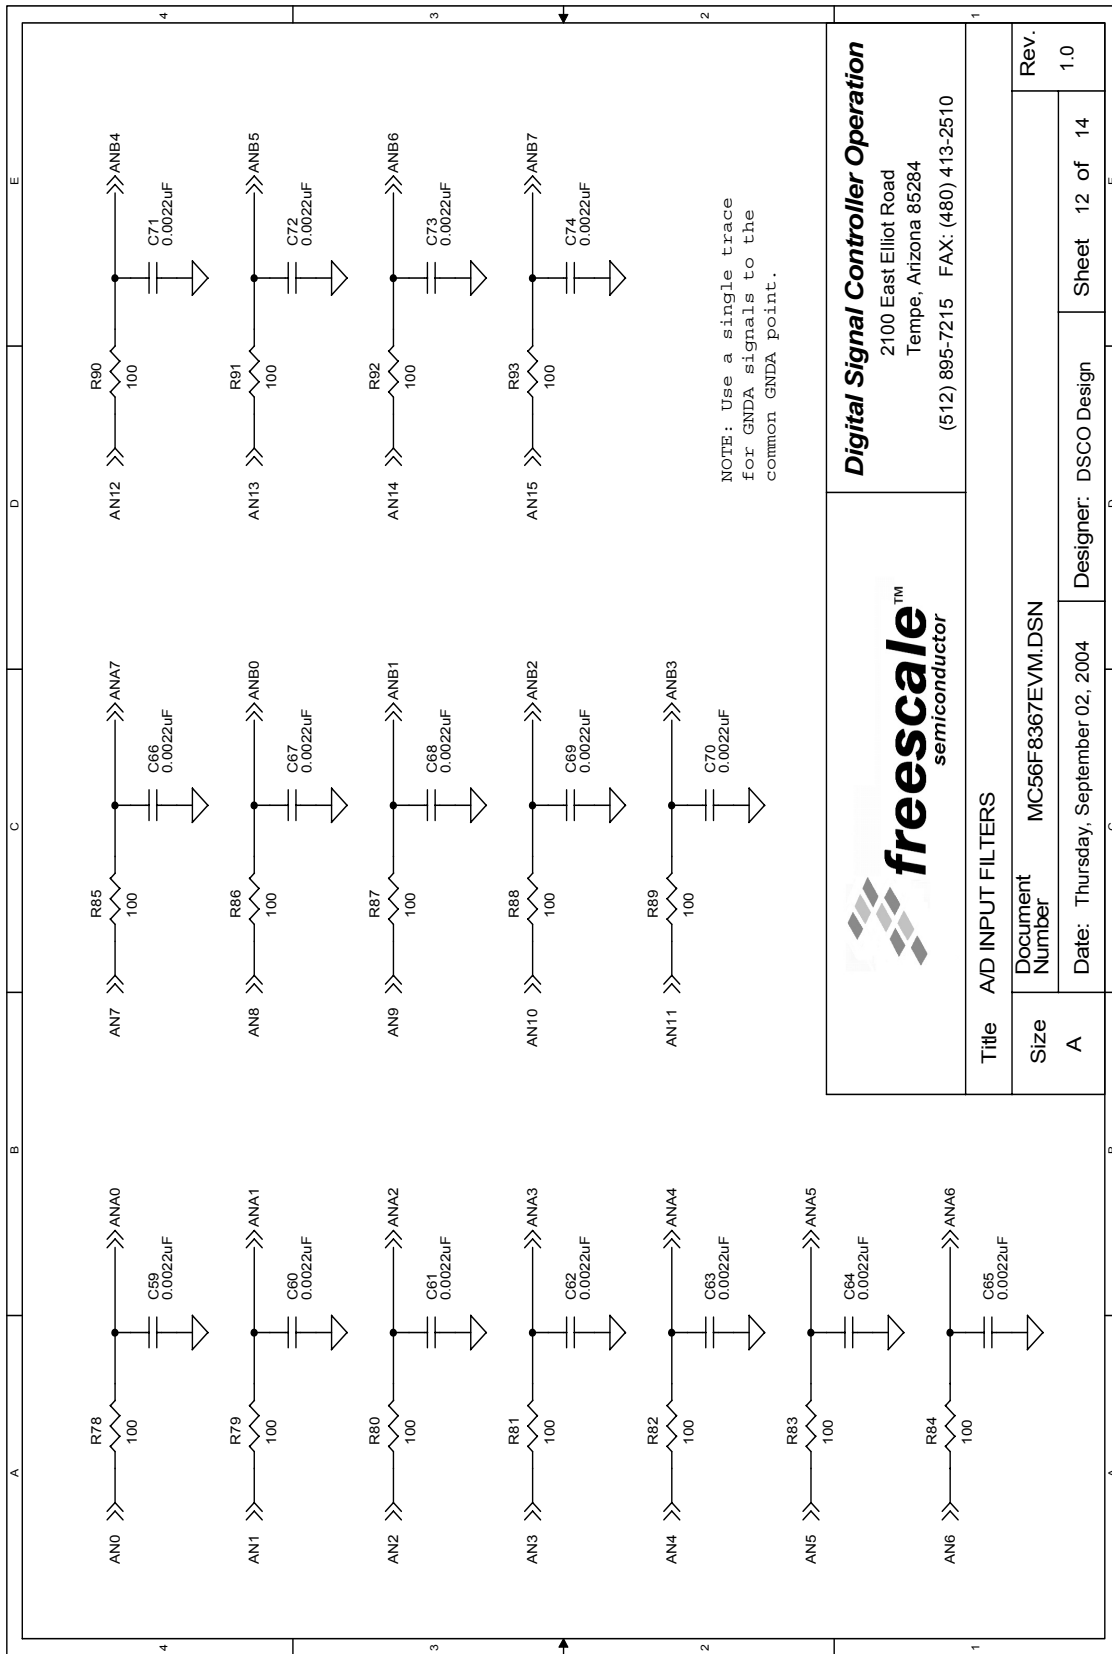 A
B
C
D
E
4
3
2
1
AN0
R78
100
C59
0.0022uF
ANA0
AN1
R79
100
C60
0.0022uF
ANA1
AN2
R80
100
C61
0.0022uF
ANA2
AN3
R81
100
C62
0.0022uF
ANA3
AN4
R82
100
C63
0.0022uF
ANA4
AN5
R83
100
C64
0.0022uF
ANA5
AN6
R84
100
C65
0.0022uF
ANA6
AN7
R85
100
C66
0.0022uF
ANA7
AN8
R86
100
C67
0.0022uF
ANB0
AN9
R87
100
C68
0.0022uF
ANB1
AN10
R88
100
C69
0.0022uF
ANB2
AN11
R89
100
C70
0.0022uF
ANB3
AN12
R90
100
C71
0.0022uF
ANB4
AN13
R91
100
C72
0.0022uF
ANB5
AN14
R92
100
C73
0.0022uF
ANB6
AN15
R93
100
C74
0.0022uF
ANB7
NOTE: Use a single trace
for GNDA signals to the
common GNDA point.
freescale™
semiconductor
Digital Signal Controller Operation
2100 East Elliot Road
Tempe, Arizona 85284
(512) 895-7215 FAX: (480) 413-2510
Title A/D INPUT FILTERS
Size
A
Document
Number
MC56F8367EVM.DSN
Rev.
1.0
Date: Thursday, September 02, 2004
Designer: DSCO Design
Sheet 12 of 14
4
3
2
1
A
B
C
D
E